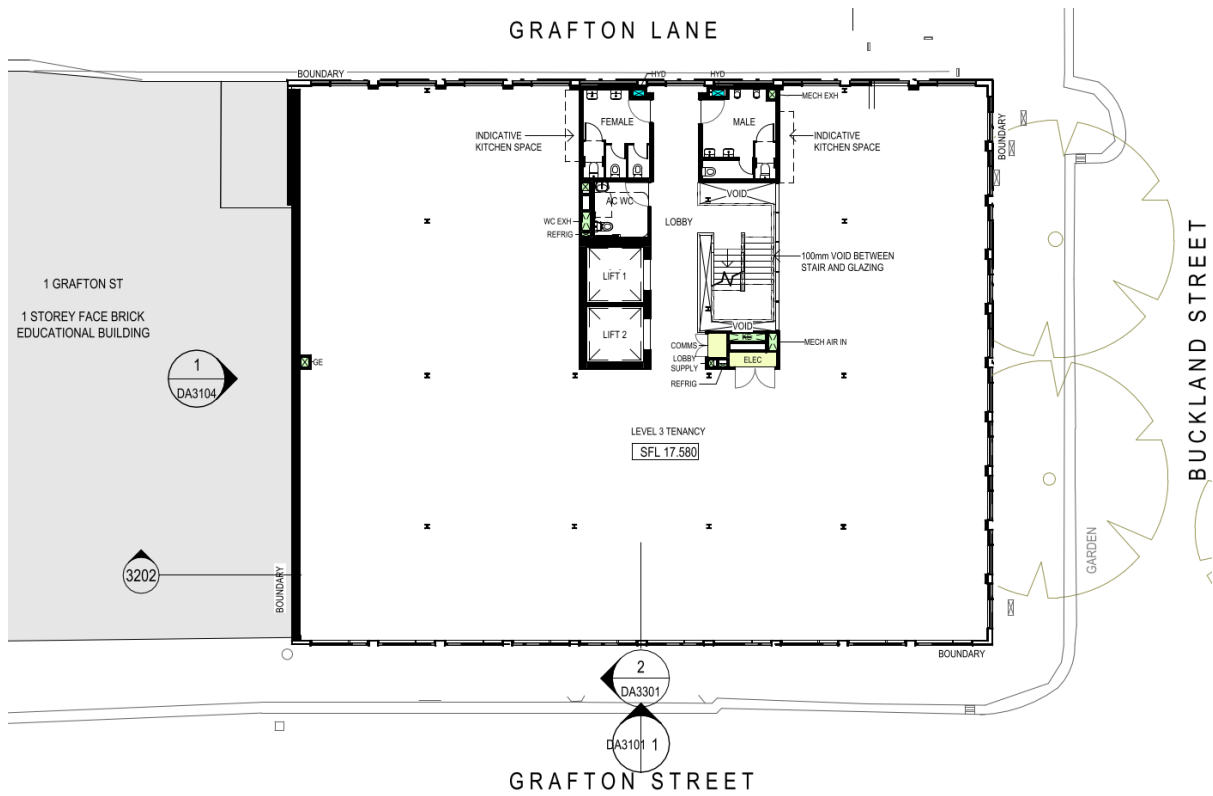 GRAFTON LANE
BOUNDARY
HYD
HYD
MECH EXH
FEMALE
MALE
INDICATIVE
KITCHEN SPACE
INDICATIVE
KITCHEN SPACE
BOUNDARY
VOID
AC WC
WC EXH
LOBBY
REFRIG
100mm VOID BETWEEN
STAIR AND GLAZING
LIFT 1
1 GRAFTON ST
1 STOREY FACE BRICK
EDUCATIONAL BUILDING
LIFT 2
VOID
COMMS
MECH AIR IN
LOBBY
SUPPLY
ELEC
REFRIG
GE
1
DA3104
BUCKLAND STREET
LEVEL 3 TENANCY
SFL 17.580
GARDEN
3202
BOUNDARY
BOUNDARY
2
DA3301
DA3101 1
GRAFTON STREET